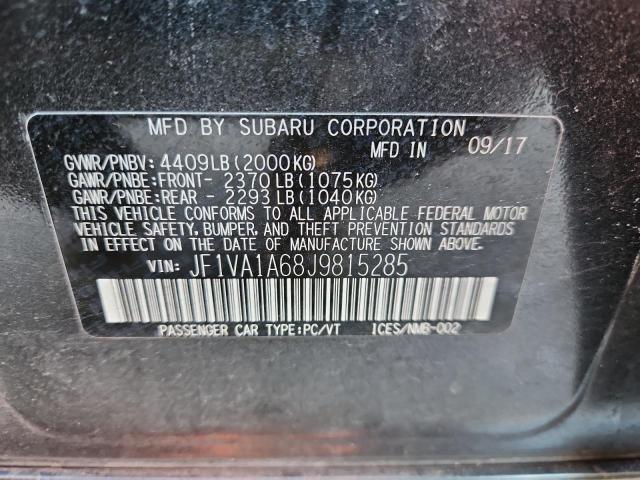 MFD BY SUBARU CORPORATION
MFD IN 09/17
GVWR/PNBV: 4409LB(2000KG)
GAWR/PNBE:FRONT- 2370LB(1075KG)
GAWR/PNBE:REAR - 2293LB(1040KG)
THIS VEHICLE CONFORMS TO ALL APPLICABLE FEDERAL MOTOR
VEHICLE SAFETY, BUMPER, AND THEFT PREVENTION STANDARDS
IN EFFECT ON THE DATE OF MANUFACTURE SHOWN ABOVE.
VIN: JF1VA1A68J9815285
PASSENGER CAR TYPE:PC/VT ICES/NMB-002